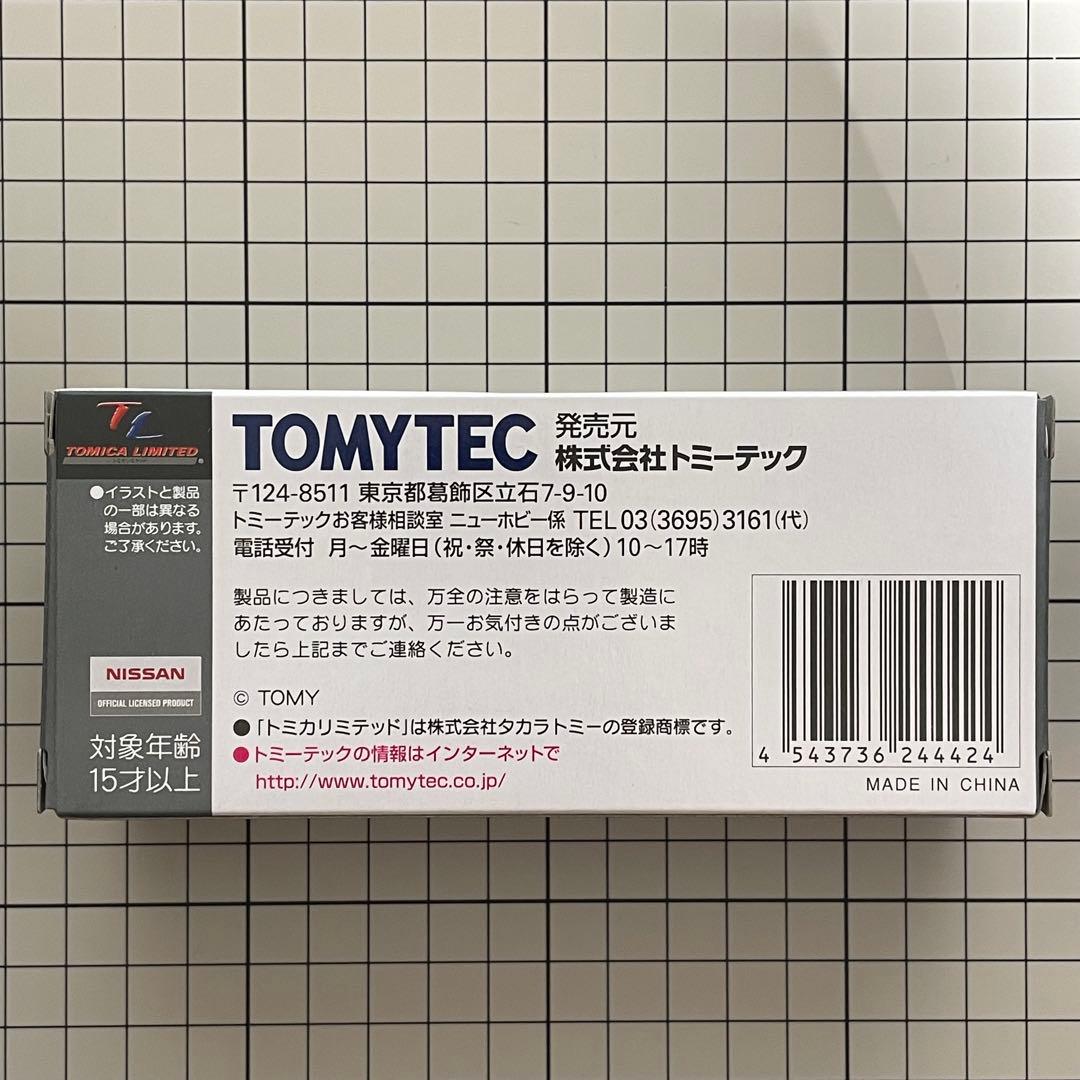 TL
TOMICA LIMITED
●イラストと製品
の一部は異なる
場合があります。
ご了承ください。
NISSAN
OFFICIAL LICENSED PRODUCT
対象年齢
15才以上
TOMYTEC 発売元
株式会社トミーテック
〒124-8511 東京都葛飾区立石7-9-10
トミーテックお客様相談室 ニューホビー係 TEL 03(3695)3161(代)
電話受付 月～金曜日(祝・祭・休日を除く)10～17時
製品につきましては、万全の注意をはらって製造に
あたっておりますが、万一お気付きの点がございま
したら上記までご連絡ください。
© TOMY
●「トミカリミテッド」は株式会社タカラトミーの登録商標です。
●トミーテックの情報はインターネットで
http://www.tomytec.co.jp/
4 543736 244424
MADE IN CHINA